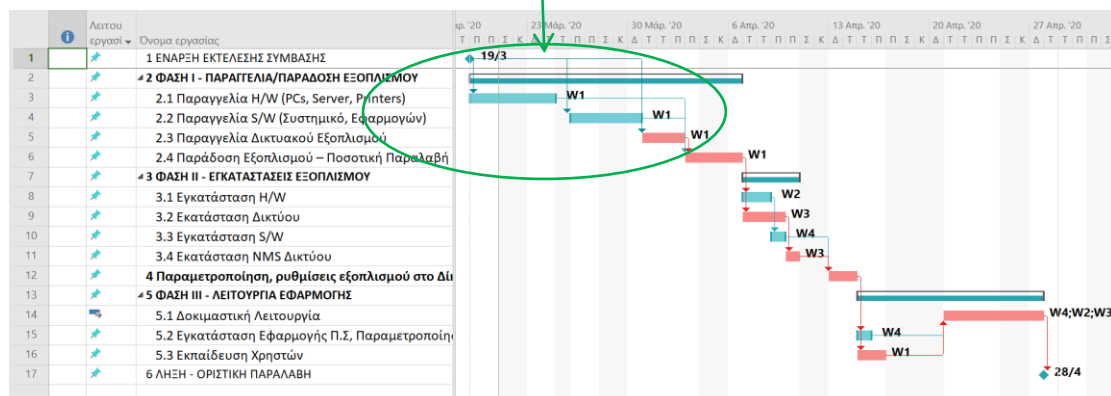 Λειτου
εργασί Όνομα εργασίας
αρ. '20 23 Μάρ. '20 30 Μάρ. '20 6 Απρ. '20 13 Απρ. '20 20 Απρ. '20 27 Απρ. '20
Τ Π Π Σ Κ Δ Τ Τ Π Π Σ Κ Δ Τ Τ Π Π Σ Κ Δ Τ Τ Π Π Σ Κ Δ Τ Τ Π Π Σ Κ Δ Τ Τ Π Π Σ Κ Δ Τ Τ Π Π Σ
1 1 ΕΝΑΡΞΗ ΕΚΤΕΛΕΣΗΣ ΣΥΜΒΑΣΗΣ 19/3
2 2 ΦΑΣΗ Ι - ΠΑΡΑΓΓΕΛΙΑ/ΠΑΡΑΔΟΣΗ ΕΞΟΠΛΙΣΜΟΥ
3 2.1 Παραγγελία H/W (PCs, Server, Printers) W1
4 2.2 Παραγγελία S/W (Συστημικό, Εφαρμογών) W1
5 2.3 Παραγγελία Δικτυακού Εξοπλισμού W1
6 2.4 Παράδοση Εξοπλισμού – Ποσοτική Παραλαβή W1
7 3 ΦΑΣΗ ΙΙ - ΕΓΚΑΤΑΣΤΑΣΕΙΣ ΕΞΟΠΛΙΣΜΟΥ
8 3.1 Εγκατάσταση H/W W2
9 3.2 Εκατάσταση Δικτύου W3
10 3.3 Εγκατάσταση S/W W4
11 3.4 Εκατάσταση NMS Δικτύου W3
12 4 Παραμετροποίηση, ρυθμίσεις εξοπλισμού στο Δί
13 5 ΦΑΣΗ ΙΙΙ - ΛΕΙΤΟΥΡΓΙΑ ΕΦΑΡΜΟΓΗΣ
14 5.1 Δοκιμαστική Λειτουργία W4;W2;W3
15 5.2 Εγκατάσταση Εφαρμογής Π.Σ, Παραμετροποίη W4
16 5.3 Εκπαίδευση Χρηστών W1
17 6 ΛΗΞΗ - ΟΡΙΣΤΙΚΗ ΠΑΡΑΛΑΒΗ 28/4